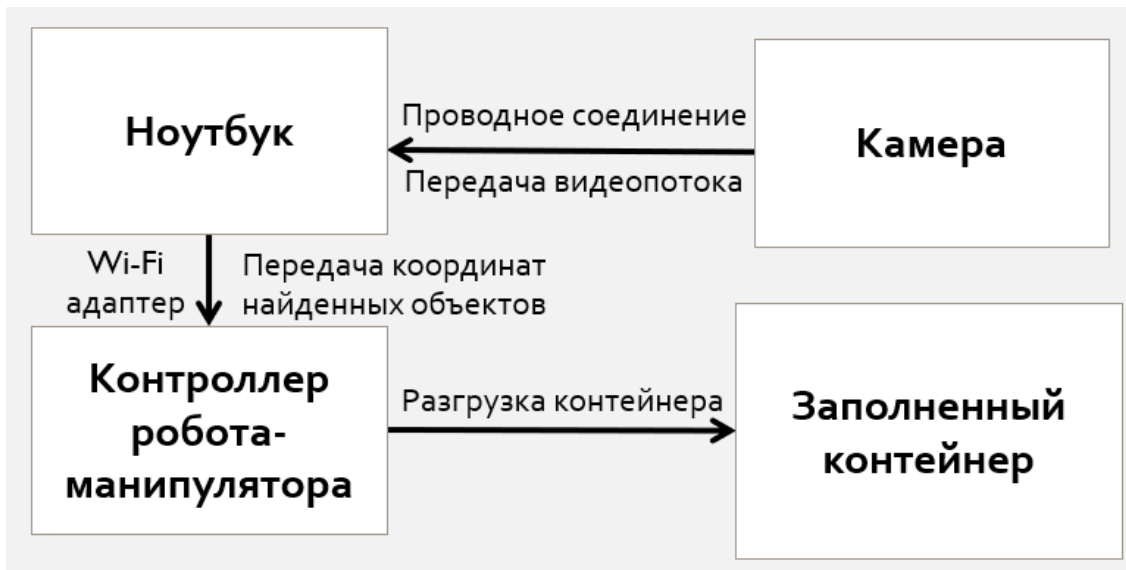 Ноутбук
Проводное соединение
Передача видеопотока
Камера
Wi-Fi
адаптер
Передача координат
найденных объектов
Контроллер
робота-
манипулятора
Разгрузка контейнера
Заполненный
контейнер